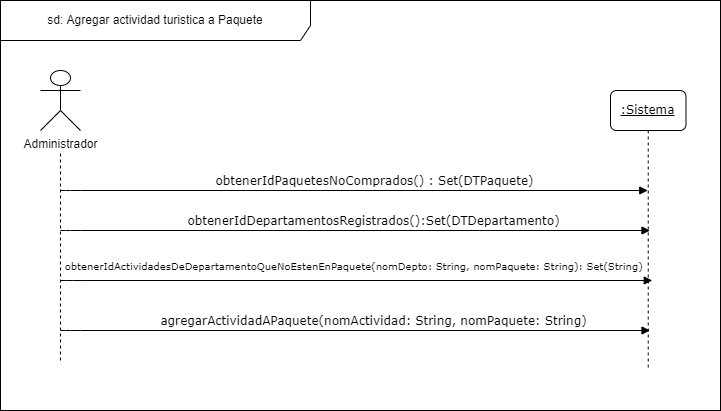 sd: Agregar actividad turistica a Paquete
Administrador
:Sistema
obtenerIdPaquetesNoComprados() : Set(DTPaquete)
obtenerIdDepartamentosRegistrados():Set(DTDepartamento)
obtenerIdActividadesDeDepartamentoQueNoEstenEnPaquete(nomDepto: String, nomPaquete: String): Set(String)
agregarActividadAPaquete(nomActividad: String, nomPaquete: String)